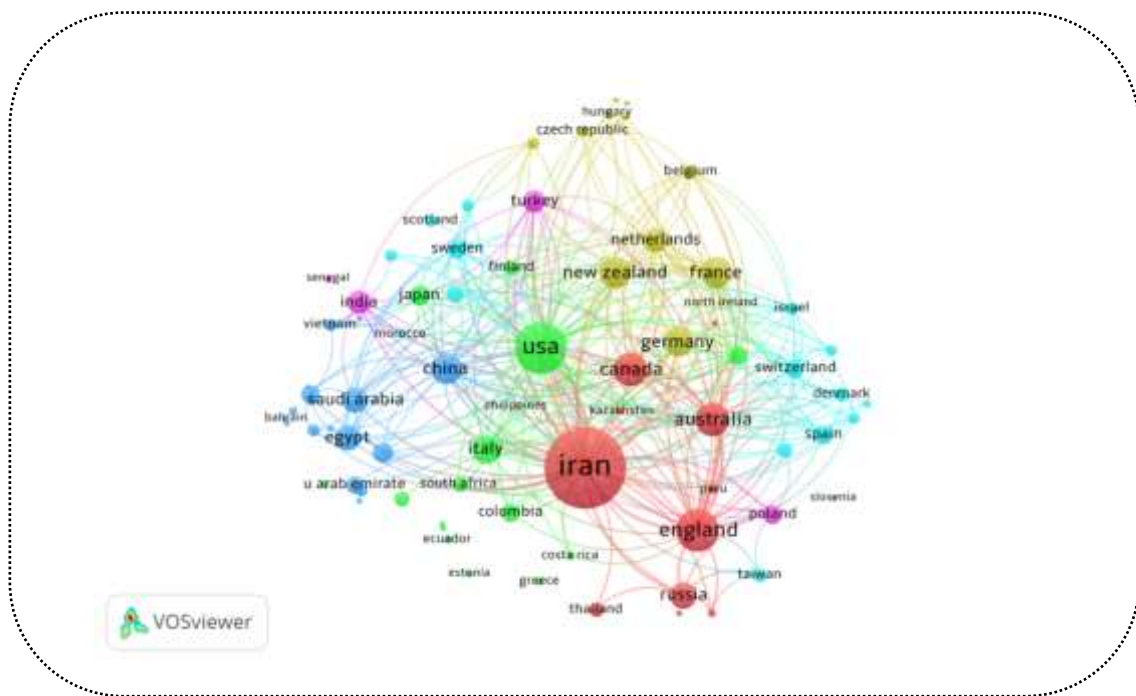 hungary
czech republic
belgium
turkey
scotland
netherlands
sweden
finland
new zealand
france
senegal
india
japan
north ireland
israel
vietnam
morocco
usa
germany
china
canada
switzerland
saudi arabia
denmark
philippines
kazakhstan
bahrain
australia
egypt
spain
italy
iran
u arab emirate
south africa
peru
slovenia
colombia
poland
england
ecuador
costa rica
estonia
greece
taiwan
russia
thailand
VOSviewer